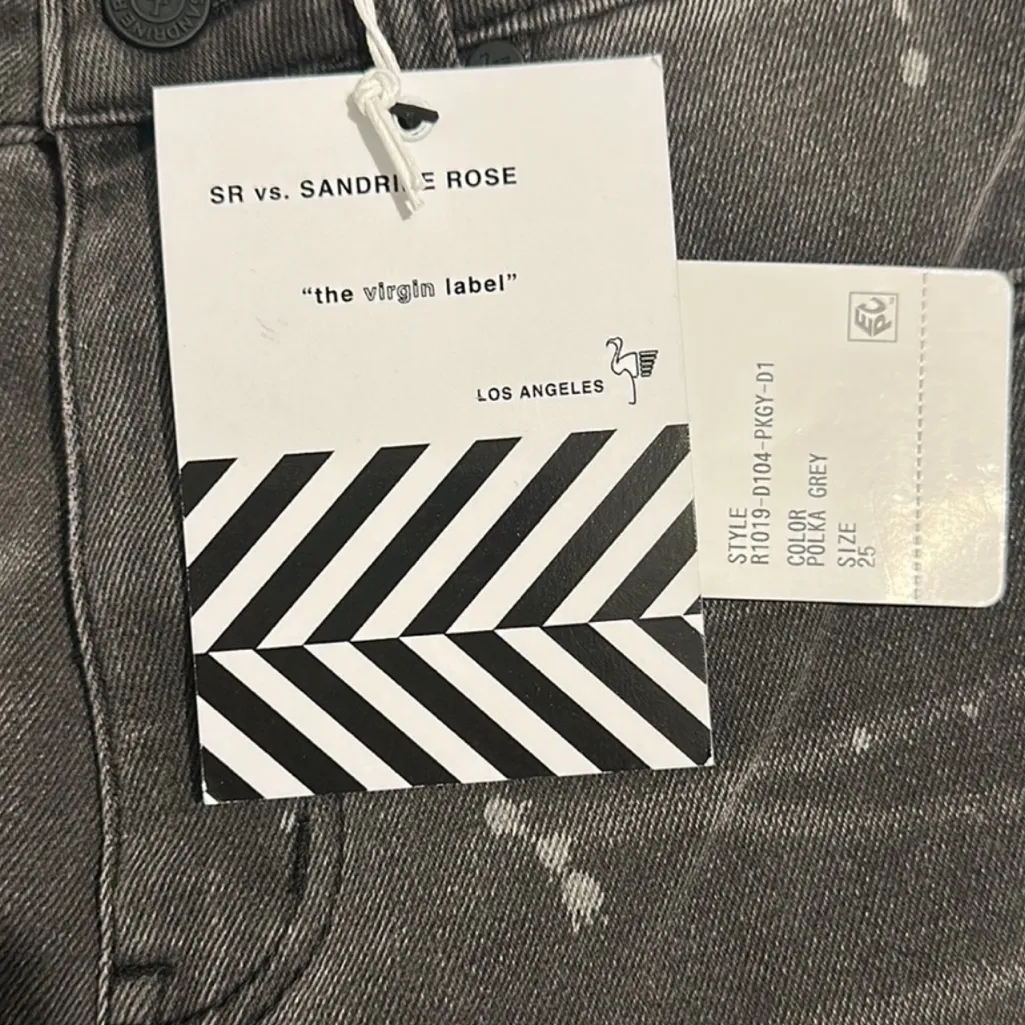 SR vs. SANDRINE ROSE
“the virgin label”
LOS ANGELES
STYLE
R1019-D104-PKGY-D1
COLOR
POLKA GREY
SIZE
25